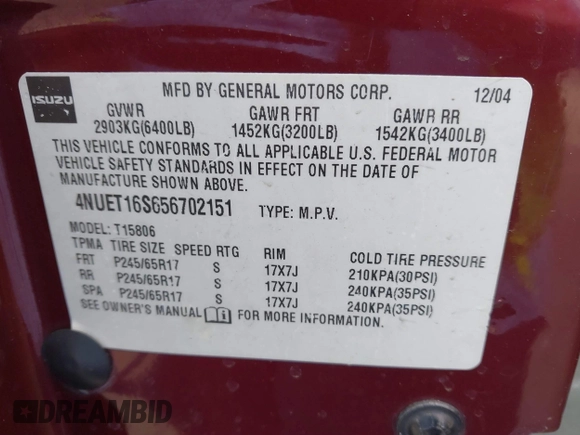 ISUZU
MFD BY GENERAL MOTORS CORP. 12/04
GVWR GAWR FRT GAWR RR
2903KG(6400LB) 1452KG(3200LB) 1542KG(3400LB)
THIS VEHICLE CONFORMS TO ALL APPLICABLE U.S. FEDERAL MOTOR
VEHICLE SAFETY STANDARDS IN EFFECT ON THE DATE OF
MANUFACTURE SHOWN ABOVE.
4NUET16S656702151 TYPE: M.P.V.
MODEL: T15806
TPMA TIRE SIZE SPEED RTG RIM COLD TIRE PRESSURE
FRT P245/65R17 S 17X7J 210KPA(30PSI)
RR P245/65R17 S 17X7J 240KPA(35PSI)
SPA P245/65R17 S 17X7J 240KPA(35PSI)
SEE OWNER'S MANUAL FOR MORE INFORMATION.
DREAMBID